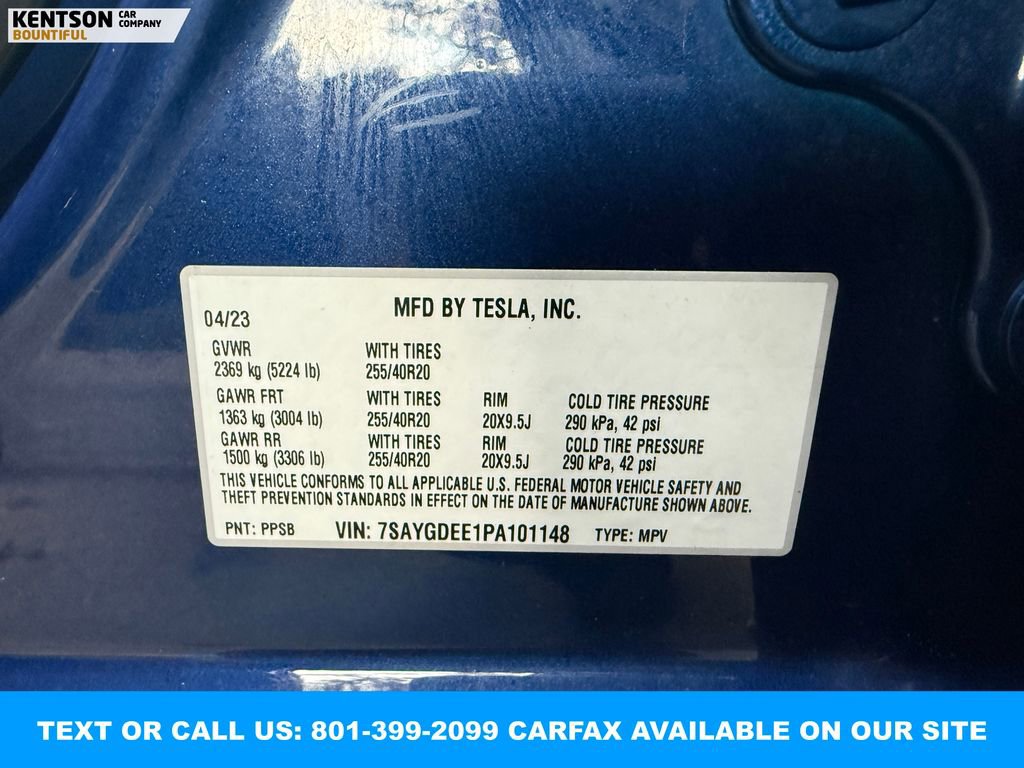 KENTSON CAR COMPANY
BOUNTIFUL
MFD BY TESLA, INC.
04/23
GVWR WITH TIRES
2369 kg (5224 lb) 255/40R20
GAWR FRT WITH TIRES RIM COLD TIRE PRESSURE
1363 kg (3004 lb) 255/40R20 20X9.5J 290 kPa, 42 psi
GAWR RR WITH TIRES RIM COLD TIRE PRESSURE
1500 kg (3306 lb) 255/40R20 20X9.5J 290 kPa, 42 psi
THIS VEHICLE CONFORMS TO ALL APPLICABLE U.S. FEDERAL MOTOR VEHICLE SAFETY AND
THEFT PREVENTION STANDARDS IN EFFECT ON THE DATE OF MANUFACTURE SHOWN ABOVE.
PNT: PPSB VIN: 7SAYGDEE1PA101148 TYPE: MPV
TEXT OR CALL US: 801-399-2099 CARFAX AVAILABLE ON OUR SITE